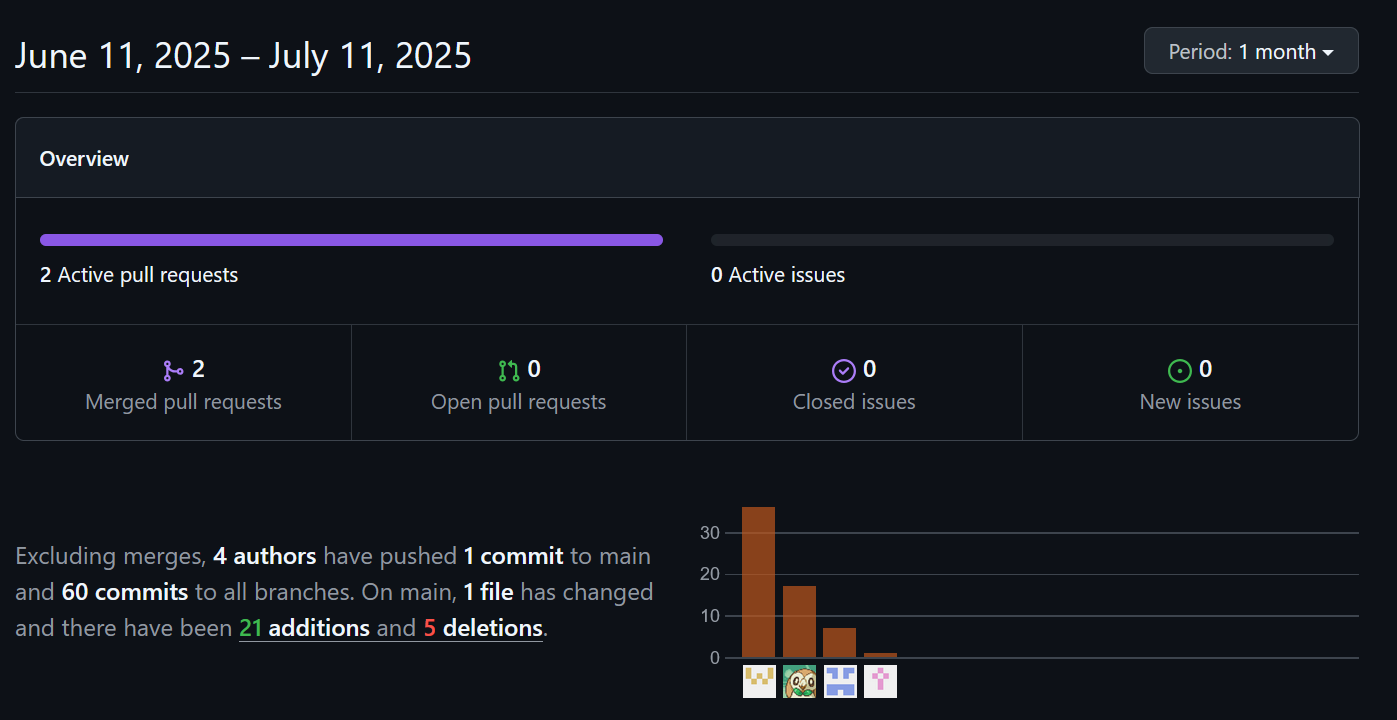 June 11, 2025 – July 11, 2025
Period: 1 month
Overview
2 Active pull requests
0 Active issues
2
Merged pull requests
0
Open pull requests
0
Closed issues
0
New issues
Excluding merges, 4 authors have pushed 1 commit to main
and 60 commits to all branches. On main, 1 file has changed
and there have been 21 additions and 5 deletions.
30
20
10
0